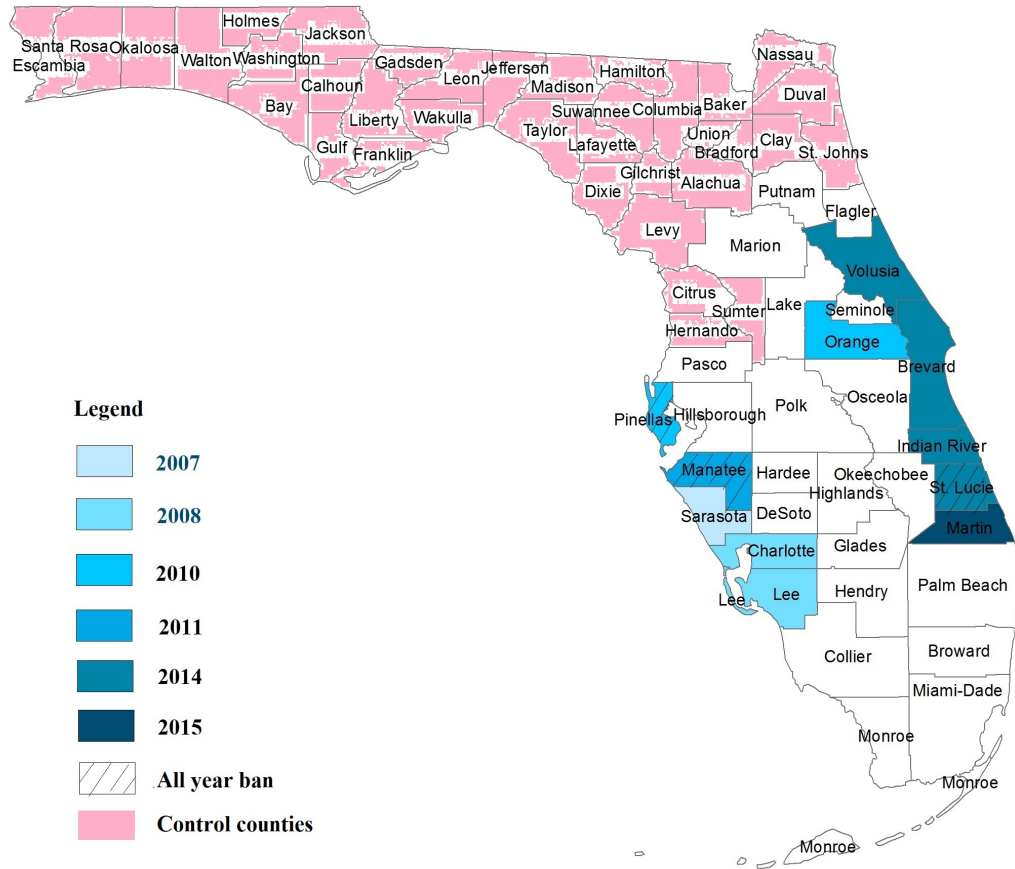 Holmes
Jackson
Santa Rosa
Okaloosa
Escambia
Walton
Washington
Nassau
Gadsden
Leon
Jefferson
Hamilton
Madison
Calhoun
Duval
Bay
Liberty
Wakulla
Suwannee
Columbia
Baker
Taylor
Union
Clay
Gulf
Franklin
Lafayette
Bradford
St. Johns
Gilchrist
Alachua
Dixie
Putnam
Flagler
Levy
Marion
Volusia
Citrus
Sumter
Lake
Seminole
Hernando
Orange
Pasco
Brevard
Osceola
Polk
Pinellas
Hillsborough
Indian River
Manatee
Hardee
Okeechobee
St. Lucie
Highlands
Sarasota
DeSoto
Martin
Charlotte
Glades
Lee
Lee
Hendry
Palm Beach
Collier
Broward
Miami-Dade
Monroe
Monroe
Monroe
Legend
2007
2008
2010
2011
2014
2015
All year ban
Control counties